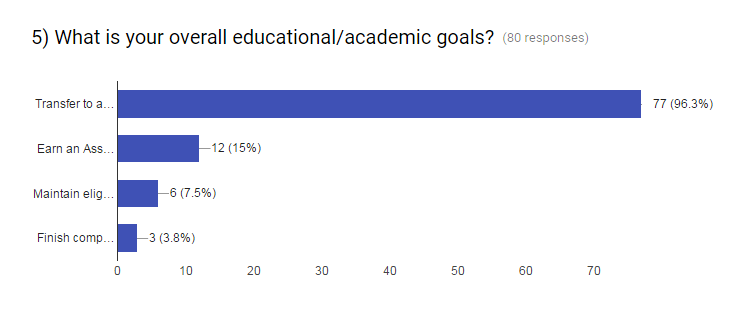 5) What is your overall educational/academic goals? (80 responses)
Transfer to a... 77 (96.3%)
Earn an Ass... 12 (15%)
Maintain elig... 6 (7.5%)
Finish comp... 3 (3.8%)
0 10 20 30 40 50 60 70